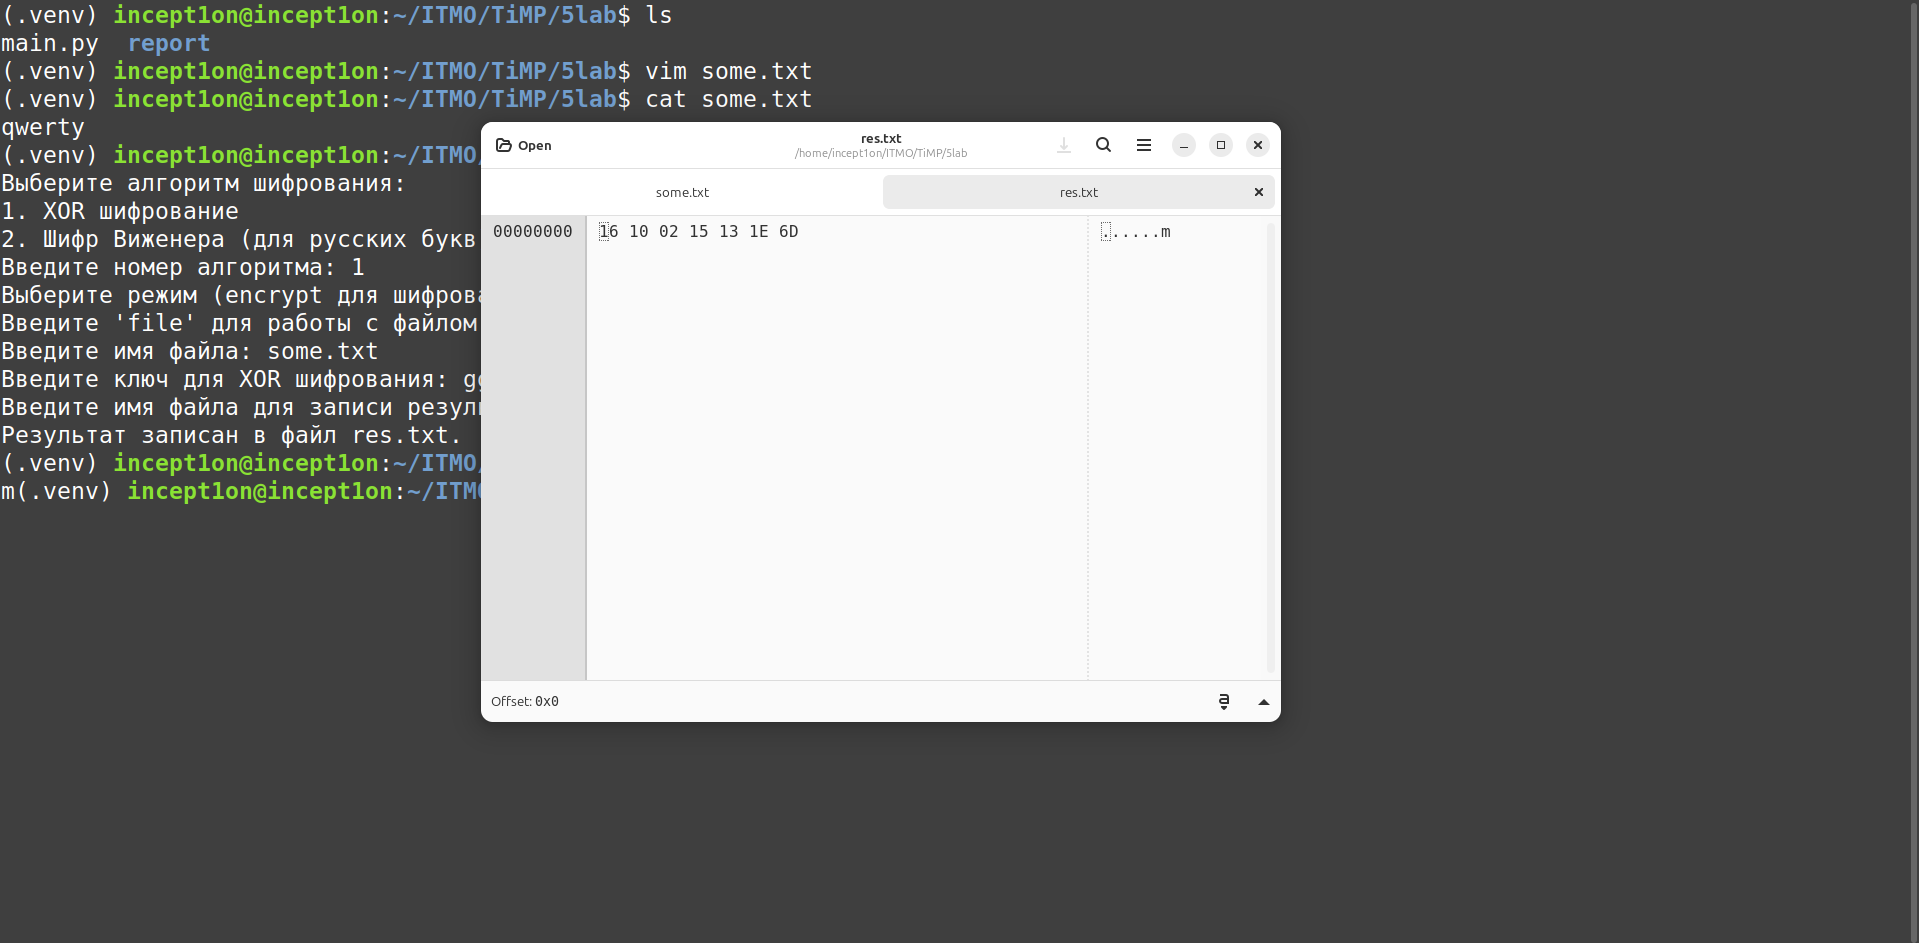 (.venv) incept1on@incept1on:~/ITMO/TiMP/5lab$ ls
main.py  report
(.venv) incept1on@incept1on:~/ITMO/TiMP/5lab$ vim some.txt
(.venv) incept1on@incept1on:~/ITMO/TiMP/5lab$ cat some.txt
qwerty
(.venv) incept1on@incept1on:~/ITMO/
Выберите алгоритм шифрования:
1. XOR шифрование
2. Шифр Виженера (для русских букв
Введите номер алгоритма: 1
Выберите режим (encrypt для
Введите 'file' для работы с файлом
Введите имя файла: some.txt
Введите ключ для XOR шифрования:
Введите имя файла для записи
Результат записан в файл res.txt.
(.venv) incept1on@incept1on:~/ITMO/
m(.venv) incept1on@incept1on:~/ITMO
Open
res.txt
/home/incept1on/ITMO/TiMP/5lab
some.txt
res.txt
00000000 16 10 02 15 13 1E 6D ......m
Offset: 0x0